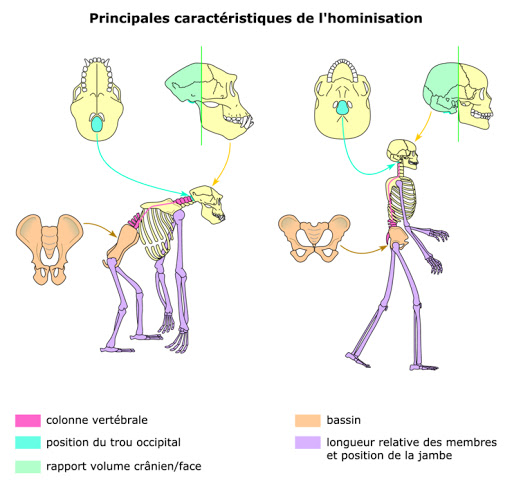 Principales caractéristiques de l'hominisation
colonne vertébrale
position du trou occipital
rapport volume crânien/face
bassin
longueur relative des membres
et position de la jambe